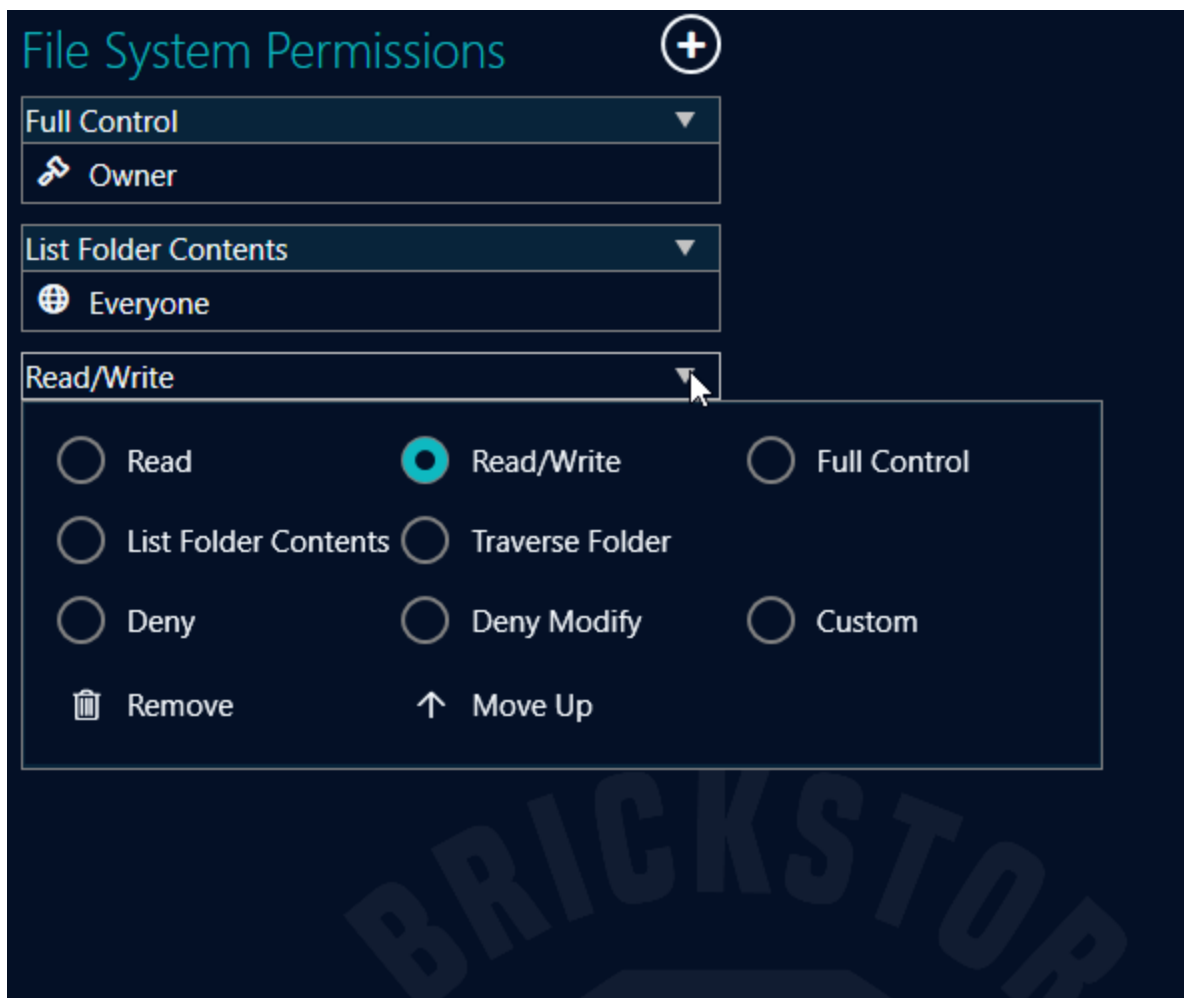 File System Permissions
Full Control
Owner
List Folder Contents
Everyone
Read/Write
Read Read/Write Full Control
List Folder Contents Traverse Folder
Deny Deny Modify Custom
Remove Move Up
BRICKSTOR